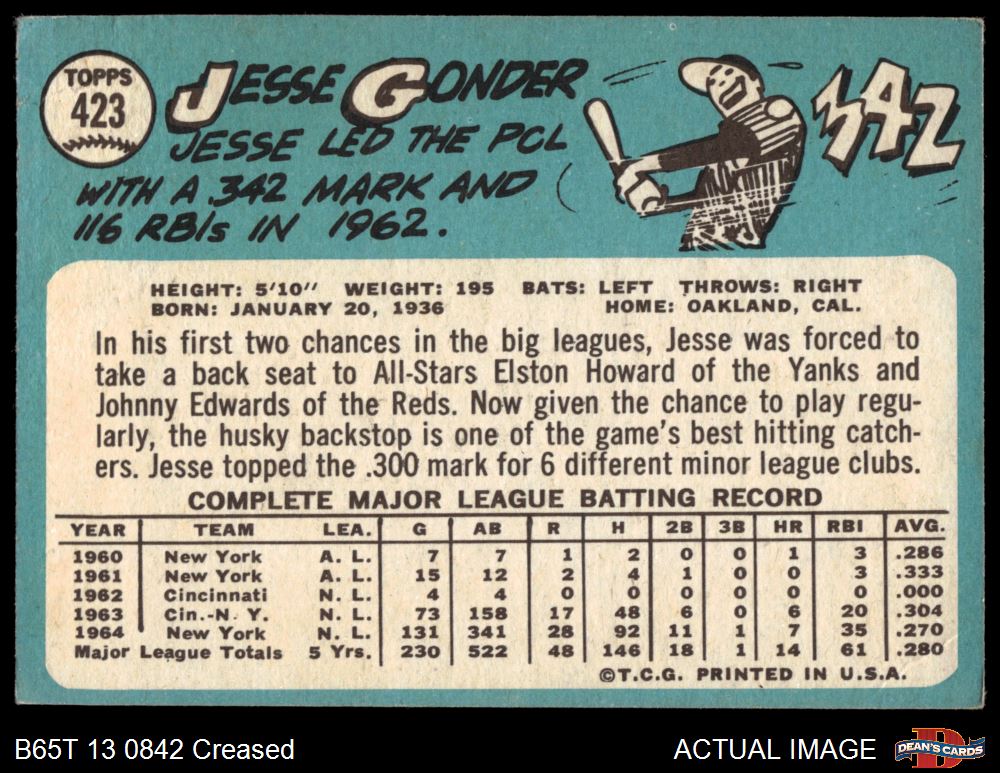 TOPPS
423
JESSE GONDER
JESSE LED THE PCL
WITH A 342 MARK AND
116 RBIs IN 1962.
342
HEIGHT: 5'10" WEIGHT: 195 BATS: LEFT THROWS: RIGHT
BORN: JANUARY 20, 1936 HOME: OAKLAND, CAL.
In his first two chances in the big leagues, Jesse was forced to
take a back seat to All-Stars Elston Howard of the Yanks and
Johnny Edwards of the Reds. Now given the chance to play regu-
larly, the husky backstop is one of the game's best hitting catch-
ers. Jesse topped the .300 mark for 6 different minor league clubs.
COMPLETE MAJOR LEAGUE BATTING RECORD
YEAR TEAM LEA. G AB R H 2B 3B HR RBI AVG.
1960 New York A. L. 7 7 1 2 0 0 1 3 .286
1961 New York A. L. 15 12 2 4 1 0 0 3 .333
1962 Cincinnati N. L. 4 4 0 0 0 0 0 0 .000
1963 Cin.-N. Y. N. L. 73 158 17 48 6 0 6 20 .304
1964 New York N. L. 131 341 28 92 11 1 7 35 .270
Major League Totals 5 Yrs. 230 522 48 146 18 1 14 61 .280
©T.C.G. PRINTED IN U.S.A.
B65T 13 0842 Creased ACTUAL IMAGE DEAN'S CARDS